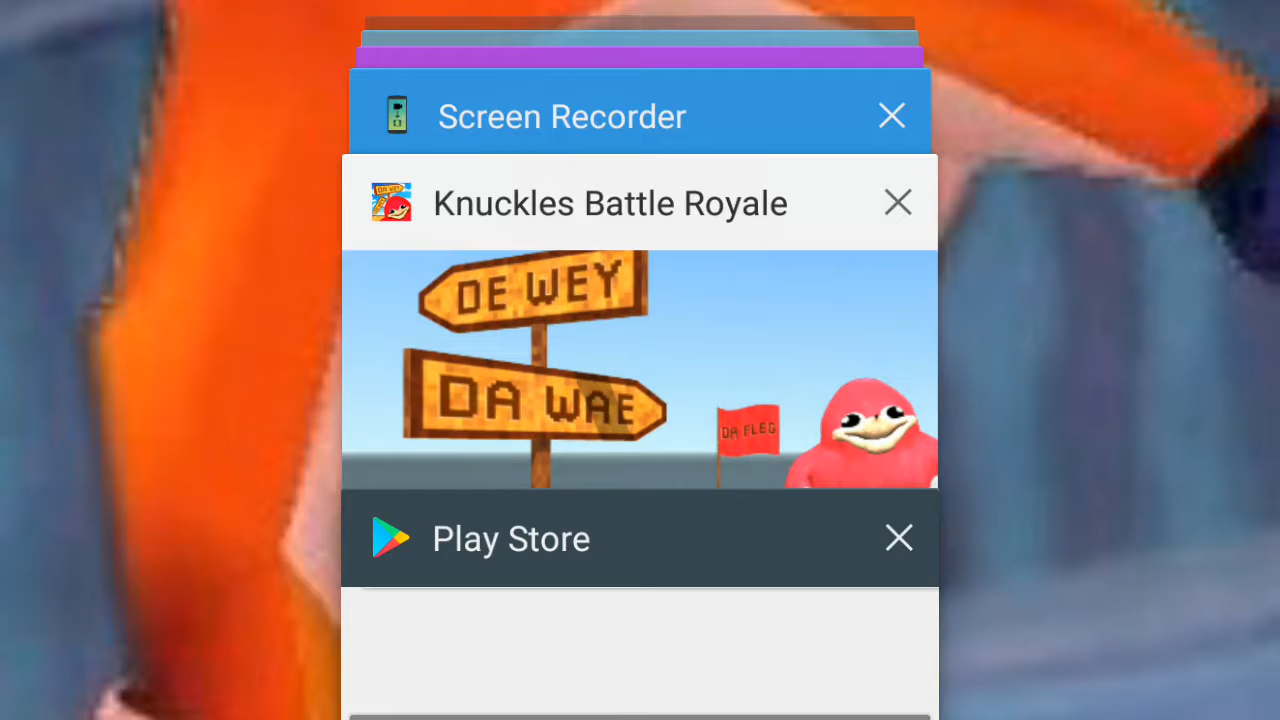 Screen Recorder
Knuckles Battle Royale
DE WEY
DA WAE
DA FLEG
Play Store